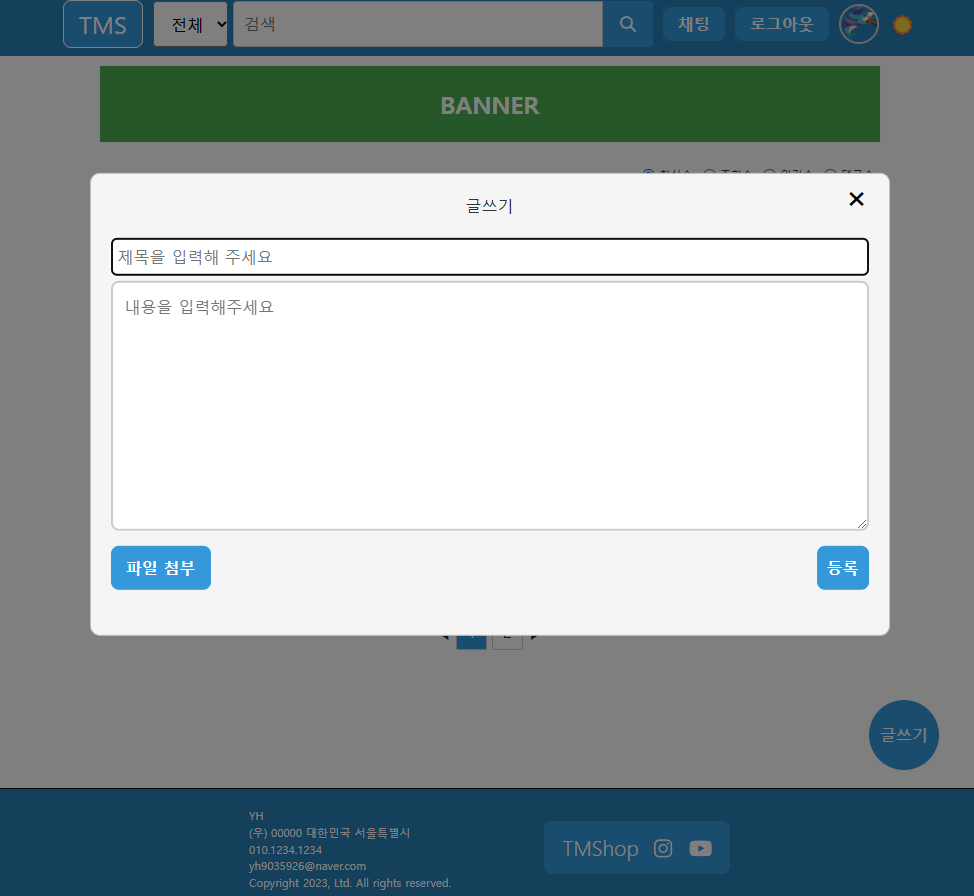 TMS 전체 검색 채팅 로그아웃
BANNER
글쓰기
제목을 입력해 주세요
내용을 입력해주세요
파일 첨부 등록
글쓰기
YH
(우) 00000 대한민국 서울특별시
010.1234.1234
yh9035926@naver.com
Copyright 2023, Ltd. All rights reserved.
TMShop